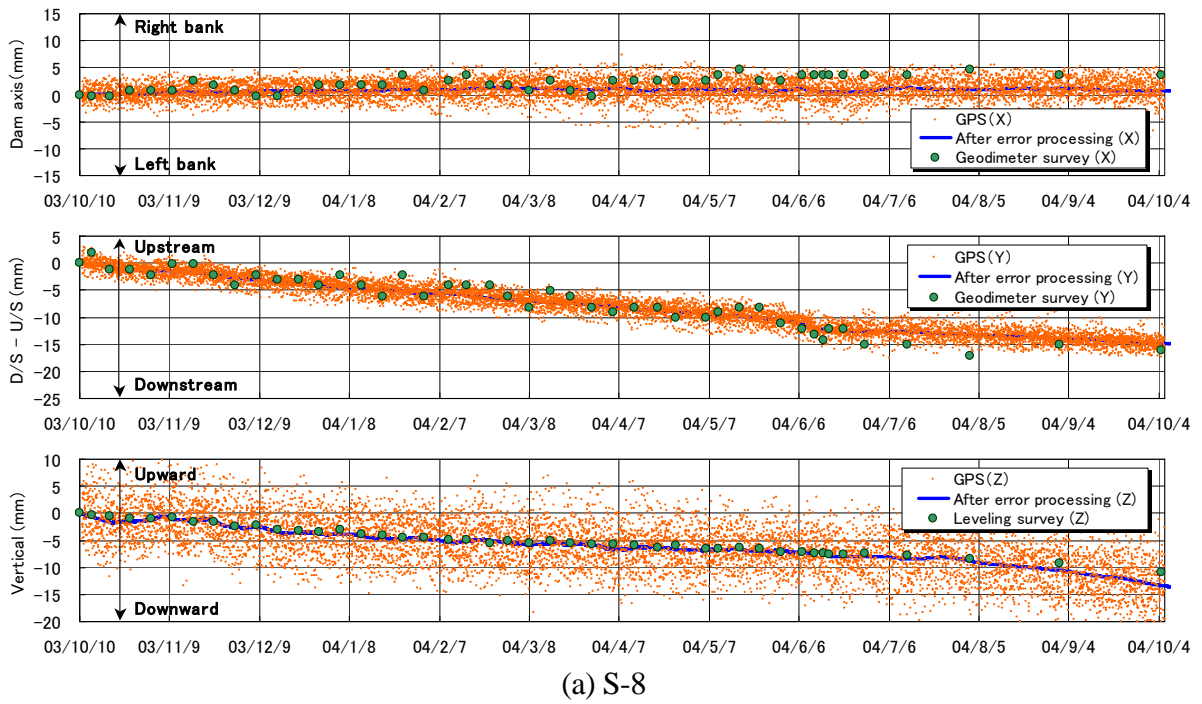 15
10
5
0
-5
-10
-15
Dam axis (mm)
Right bank
Left bank
GPS(X)
After error processing (X)
Geodimeter survey (X)
03/10/10 03/11/9 03/12/9 04/1/8 04/2/7 04/3/8 04/4/7 04/5/7 04/6/6 04/7/6 04/8/5 04/9/4 04/10/4
5
0
-5
-10
-15
-20
-25
D/S - U/S (mm)
Upstream
Downstream
GPS(Y)
After error processing (Y)
Geodimeter survey (Y)
03/10/10 03/11/9 03/12/9 04/1/8 04/2/7 04/3/8 04/4/7 04/5/7 04/6/6 04/7/6 04/8/5 04/9/4 04/10/4
10
5
0
-5
-10
-15
-20
Vertical (mm)
Upward
Downward
GPS(Z)
After error processing (Z)
Leveling survey (Z)
03/10/10 03/11/9 03/12/9 04/1/8 04/2/7 04/3/8 04/4/7 04/5/7 04/6/6 04/7/6 04/8/5 04/9/4 04/10/4
(a) S-8